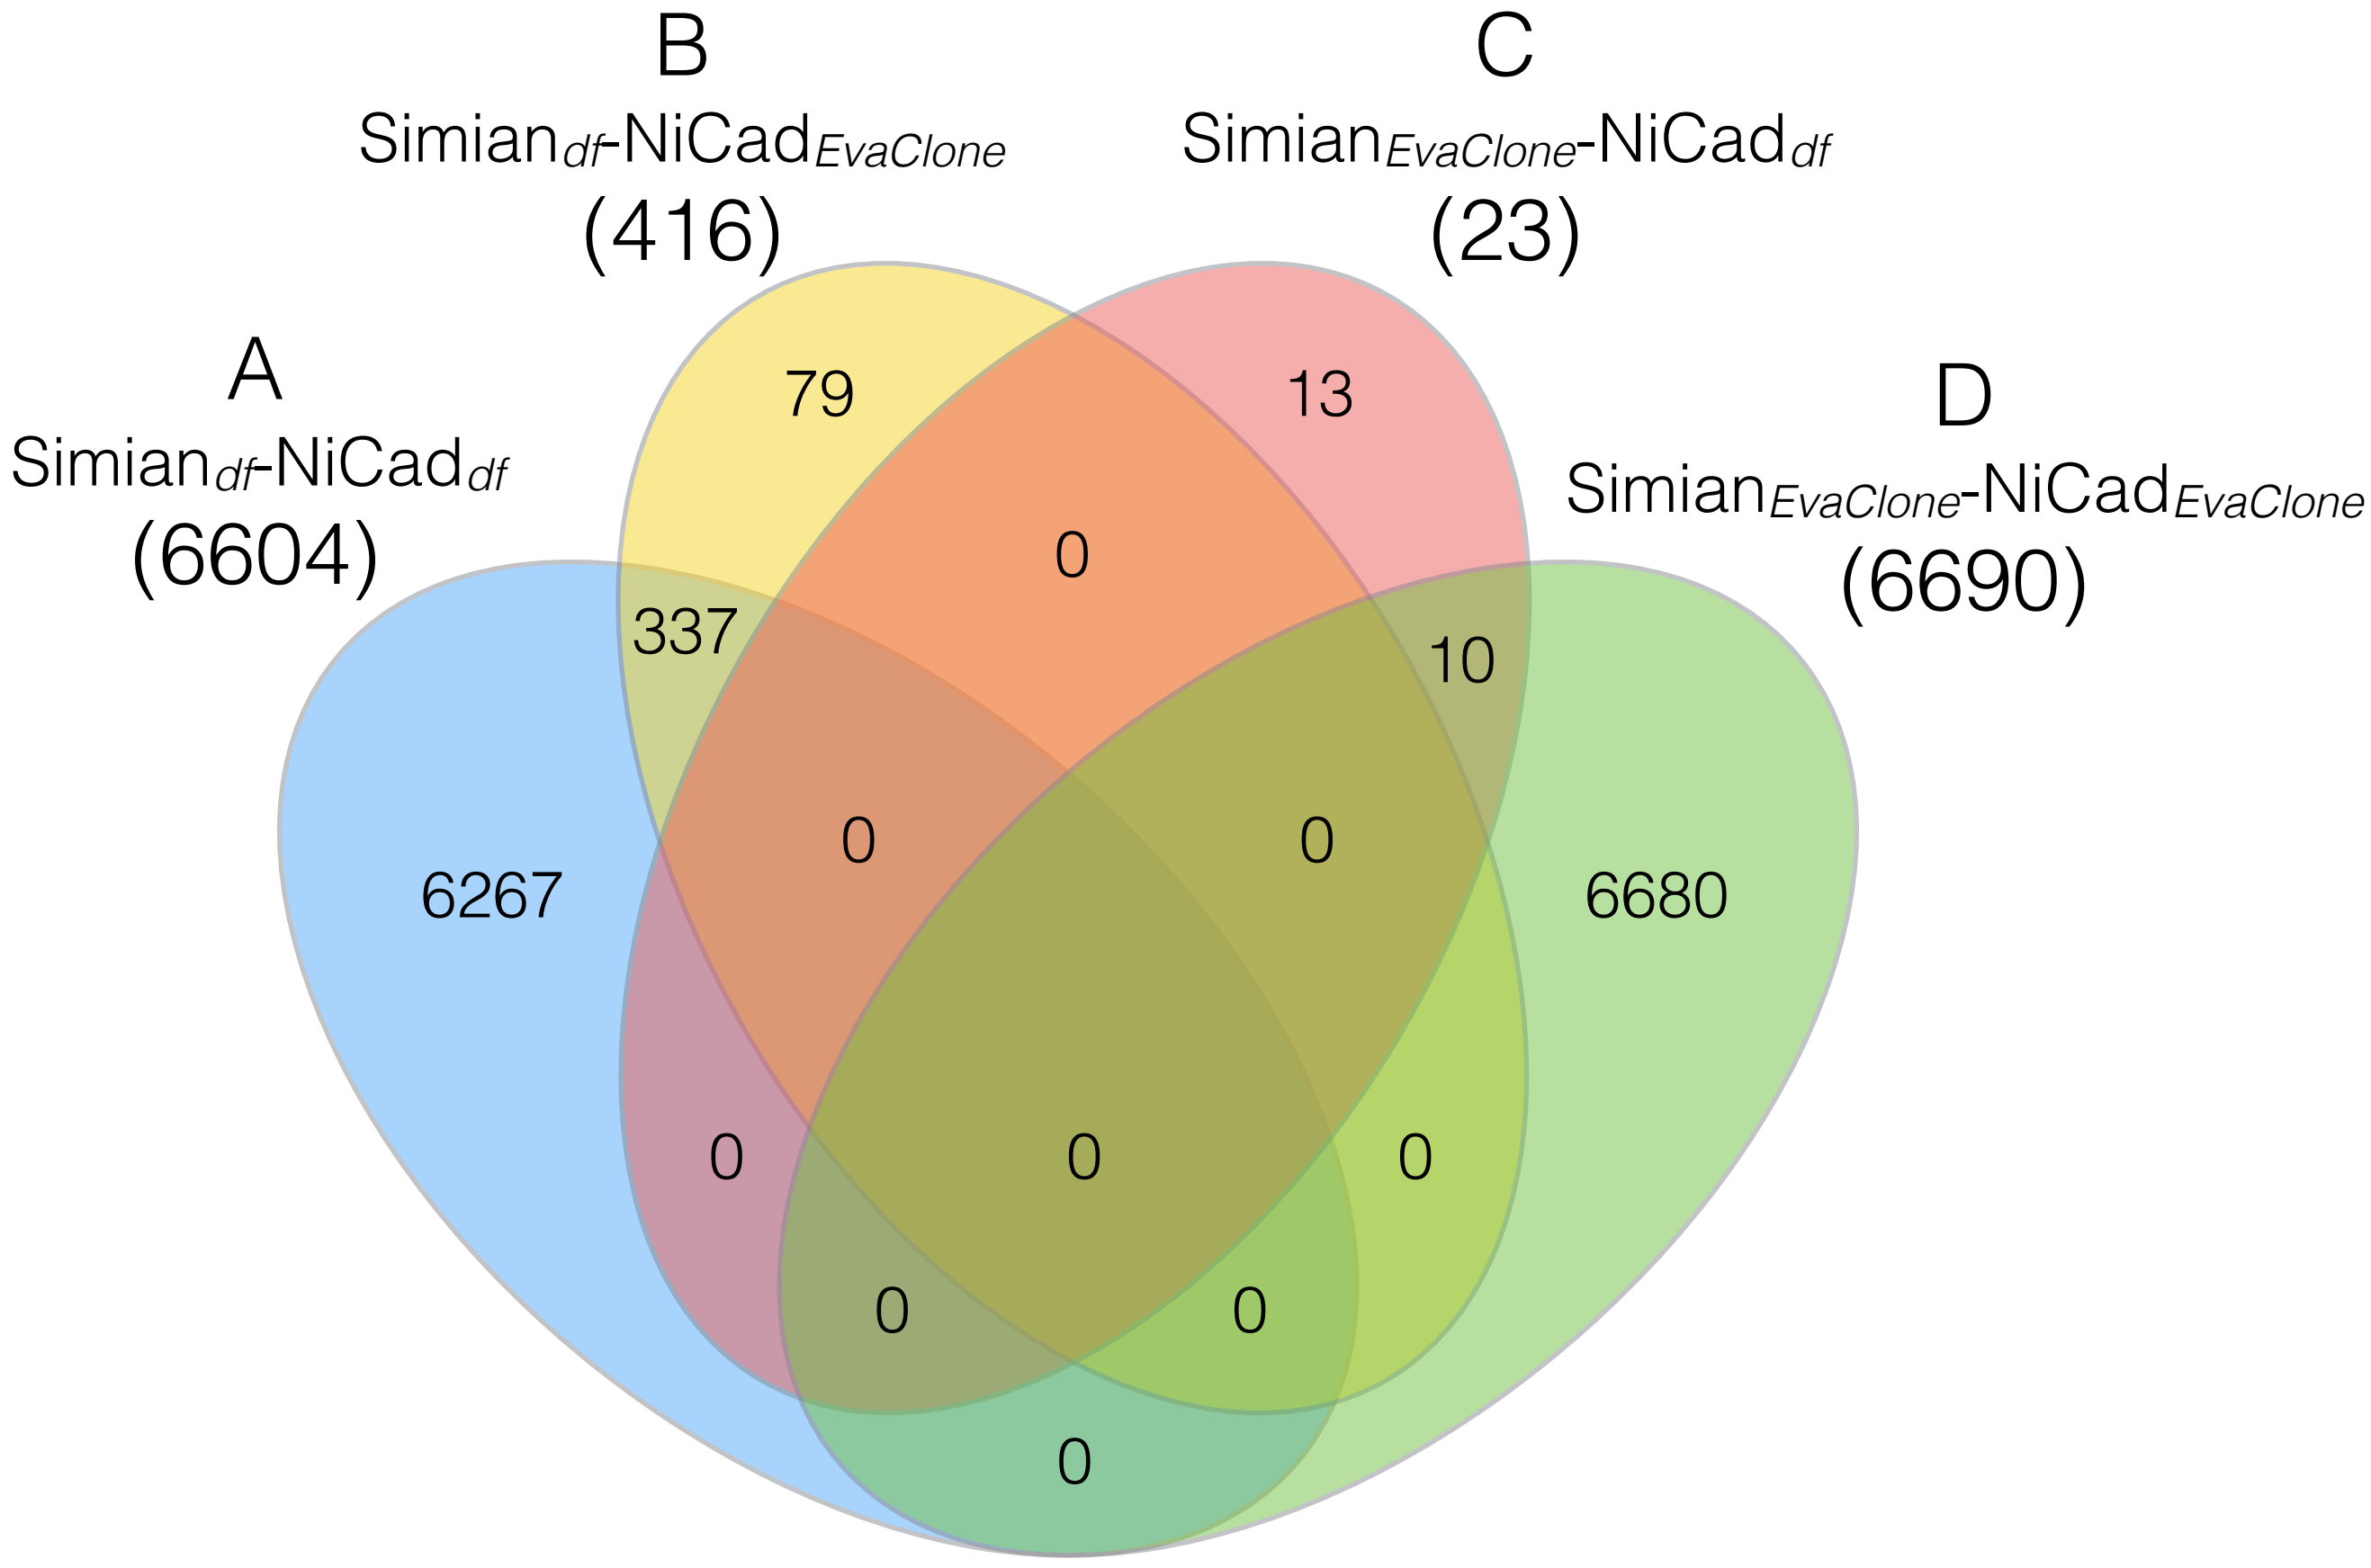 B
Simiandf-NiCadEvaClone
(416)
C
SimianEvaClone-NiCaddf
(23)
A
Simiandf-NiCaddf
(6604)
D
SimianEvaClone-NiCadEvaClone
(6690)
79
13
0
337
10
0
0
6267
6680
0
0
0
0
0
0